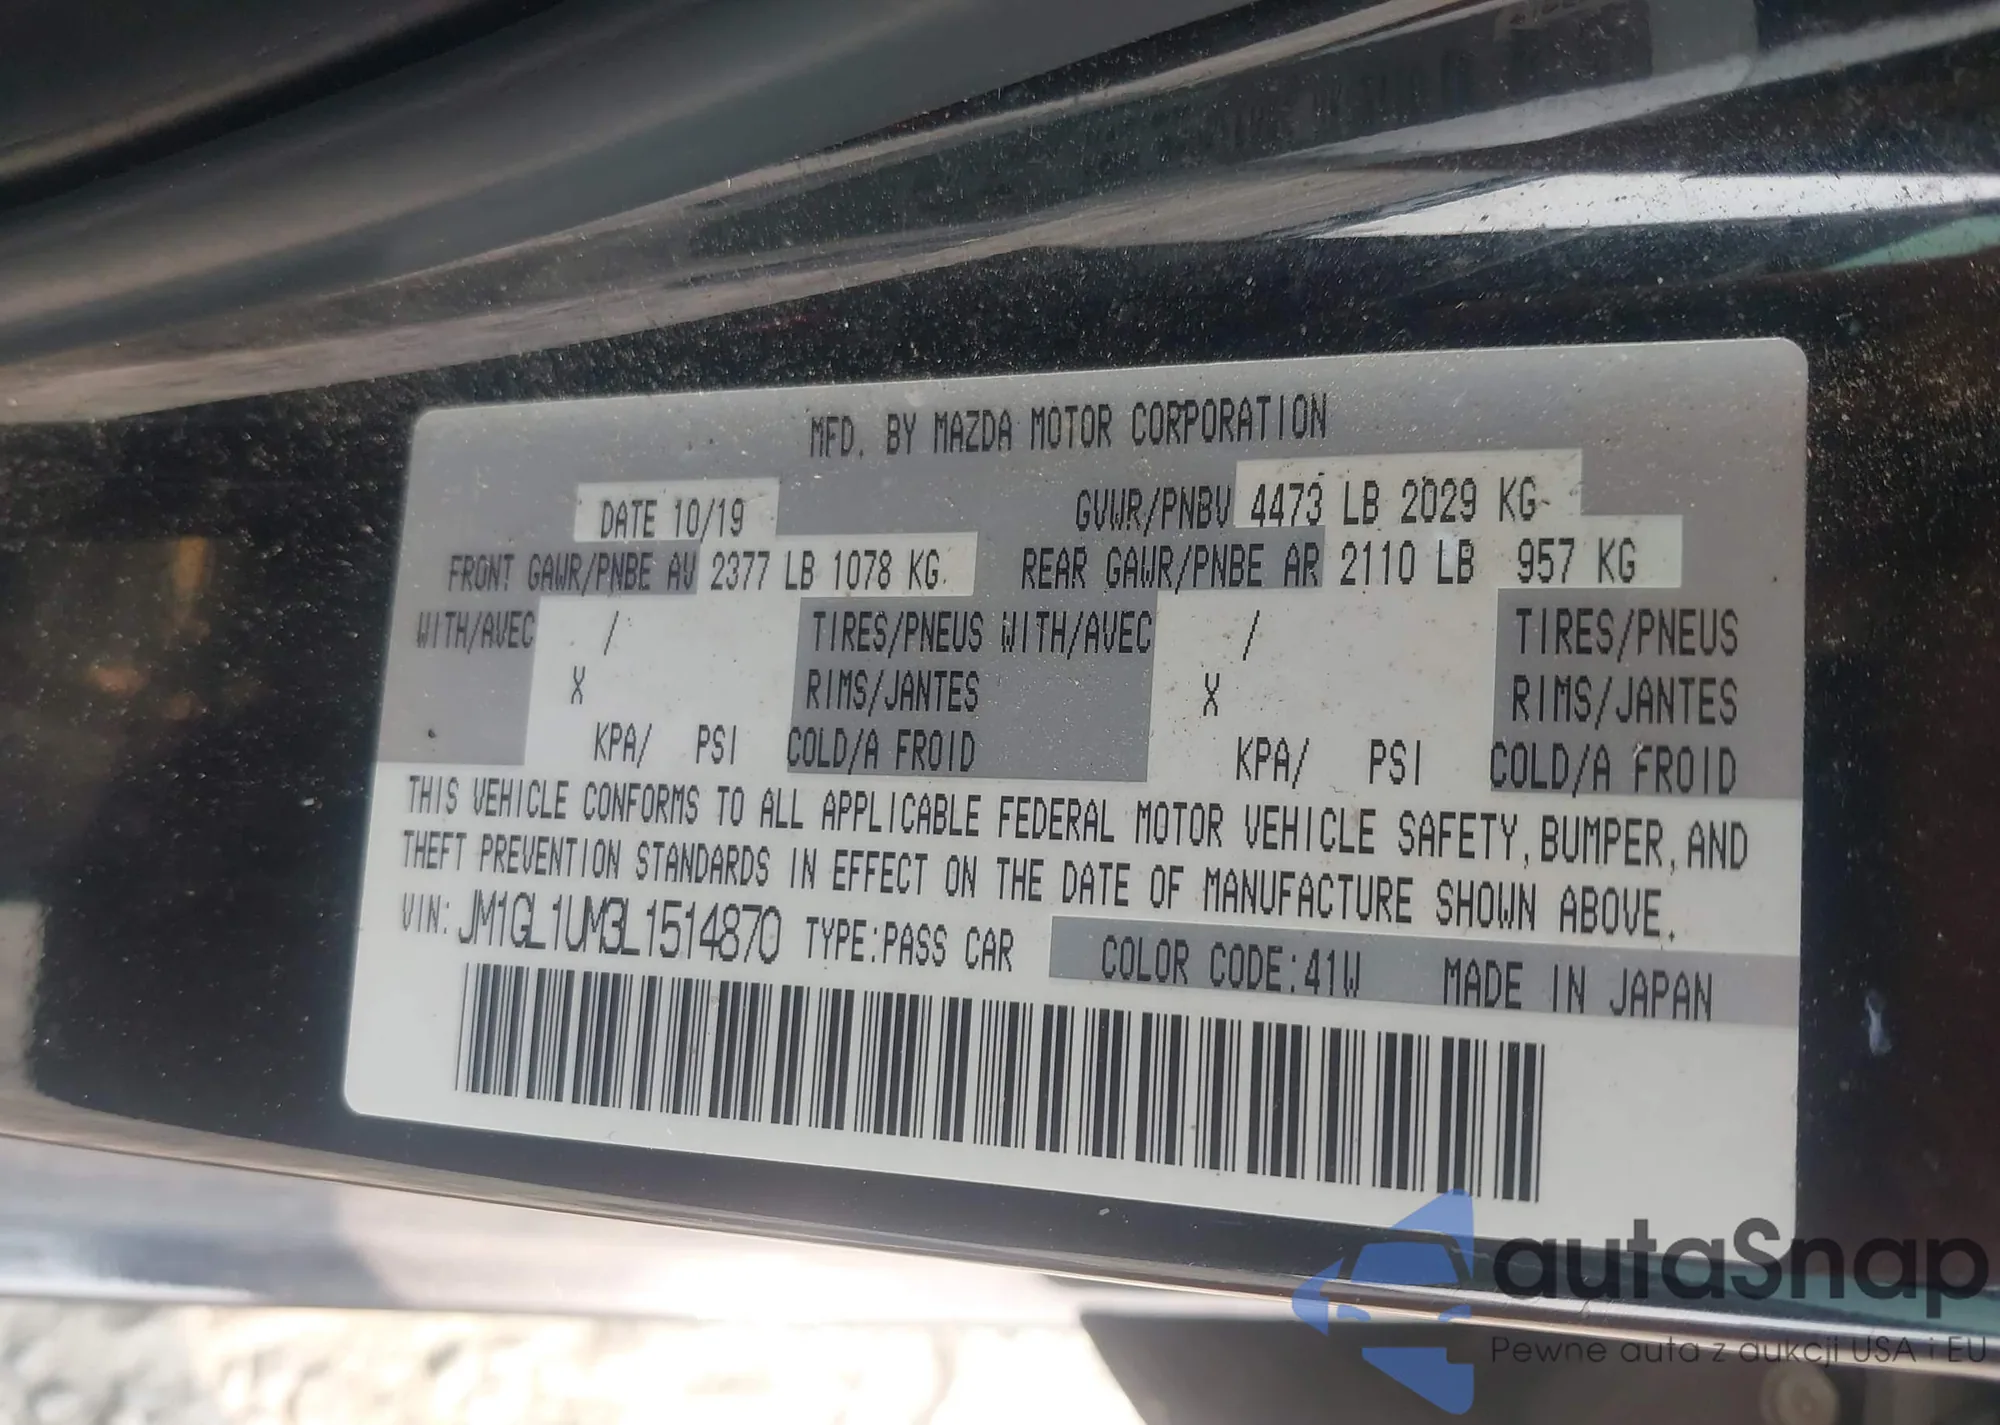 MFD. BY MAZDA MOTOR CORPORATION
DATE 10/19 GVWR/PNBV 4473 LB 2029 KG
FRONT GAWR/PNBE AV 2377 LB 1078 KG REAR GAWR/PNBE AR 2110 LB 957 KG
WITH/AVEC / TIRES/PNEUS WITH/AVEC / TIRES/PNEUS
X RIMS/JANTES X RIMS/JANTES
KPA/ PSI COLD/A FROID KPA/ PSI COLD/A FROID
THIS VEHICLE CONFORMS TO ALL APPLICABLE FEDERAL MOTOR VEHICLE SAFETY, BUMPER, AND
THEFT PREVENTION STANDARDS IN EFFECT ON THE DATE OF MANUFACTURE SHOWN ABOVE.
VIN: JM1GL1UM3L1514870 TYPE: PASS CAR COLOR CODE: 41W MADE IN JAPAN
autaSnap
Pewne auta z aukcji USA i EU